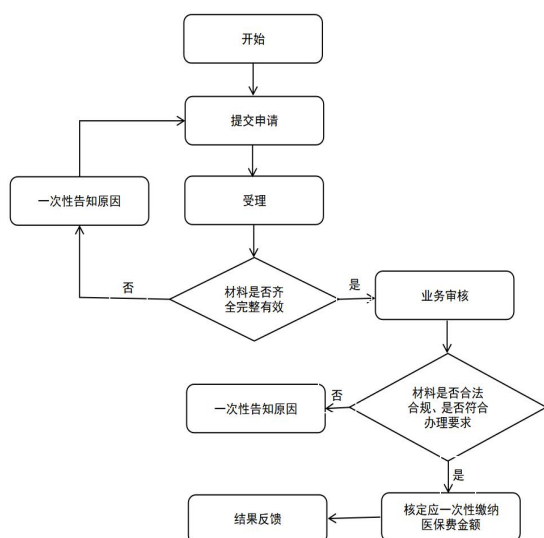 开始
提交申请
一次性告知原因
受理
否
材料是否齐
全完整有效
是
业务审核
一次性告知原因
否
材料是否合法
合规、是否符合
办理要求
是
结果反馈
核定应一次性缴纳
医保费金额